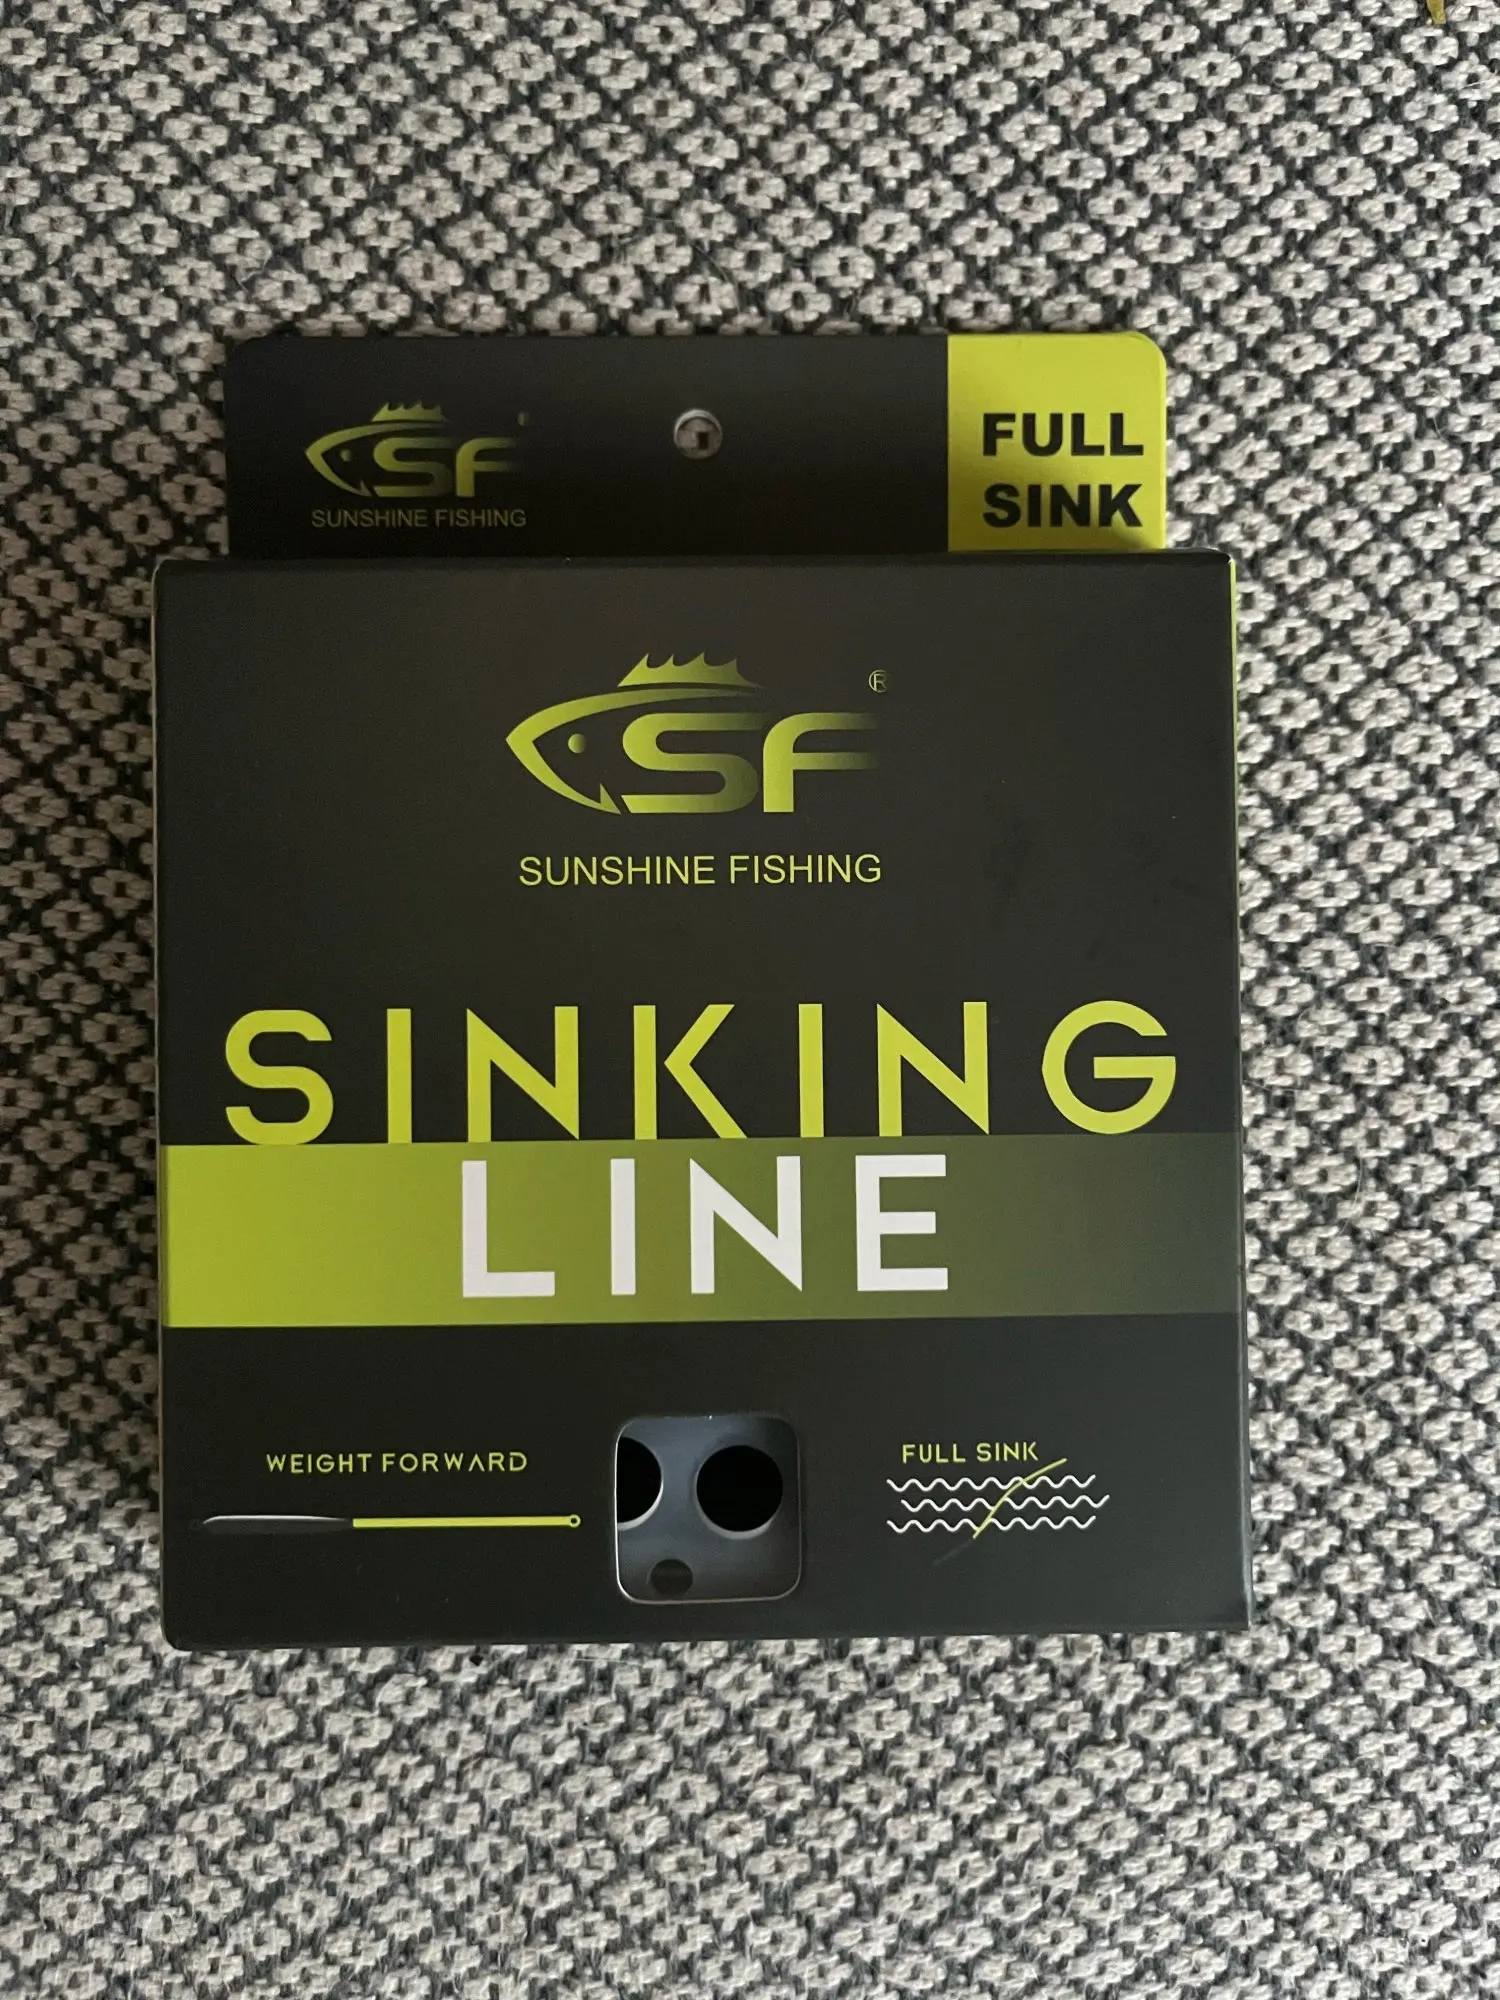 SF
SUNSHINE FISHING
FULL
SINK
SF ®
SUNSHINE FISHING
SINKING
LINE
WEIGHT FORWARD
FULL SINK